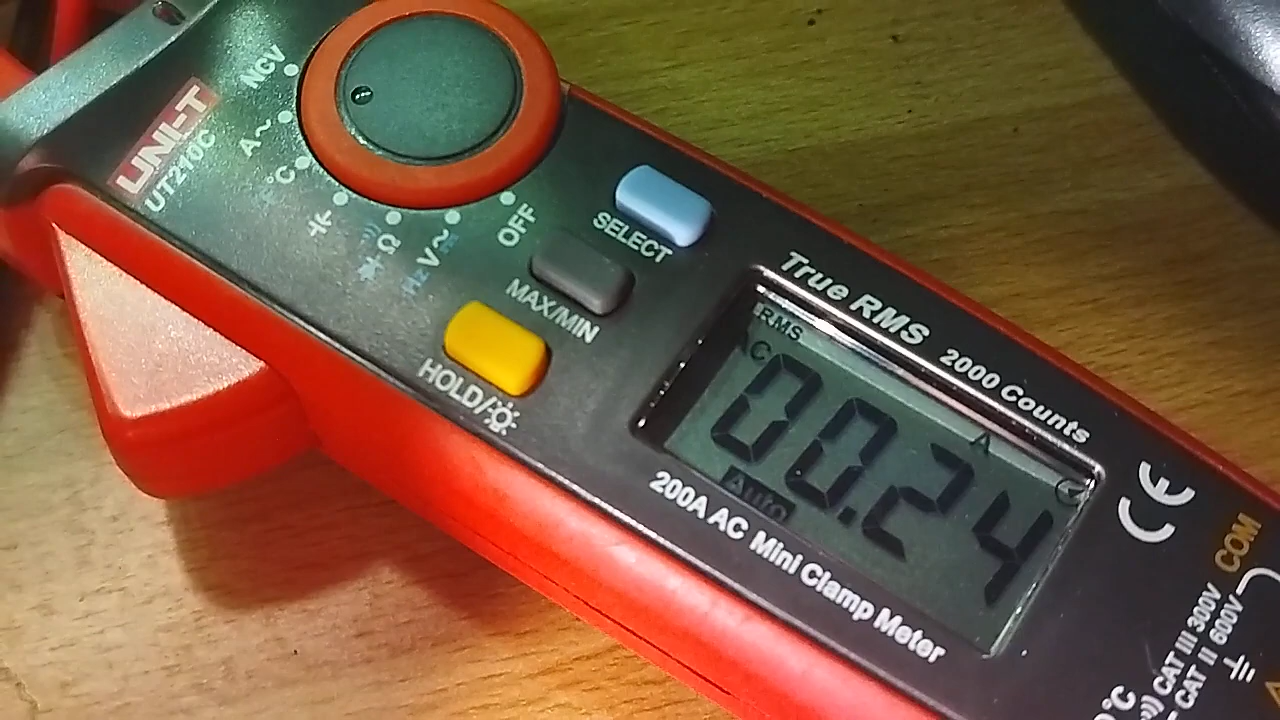 NCV
UNI-T
UT210C
A~
°C
Ω
Hz V~
OFF
SELECT
MAX/MIN
HOLD/
True RMS 2000 Counts
RMS
AC
00.24
A
Auto
200A AC Mini Clamp Meter
CE
COM
CAT III 300V
CAT II 600V
°C